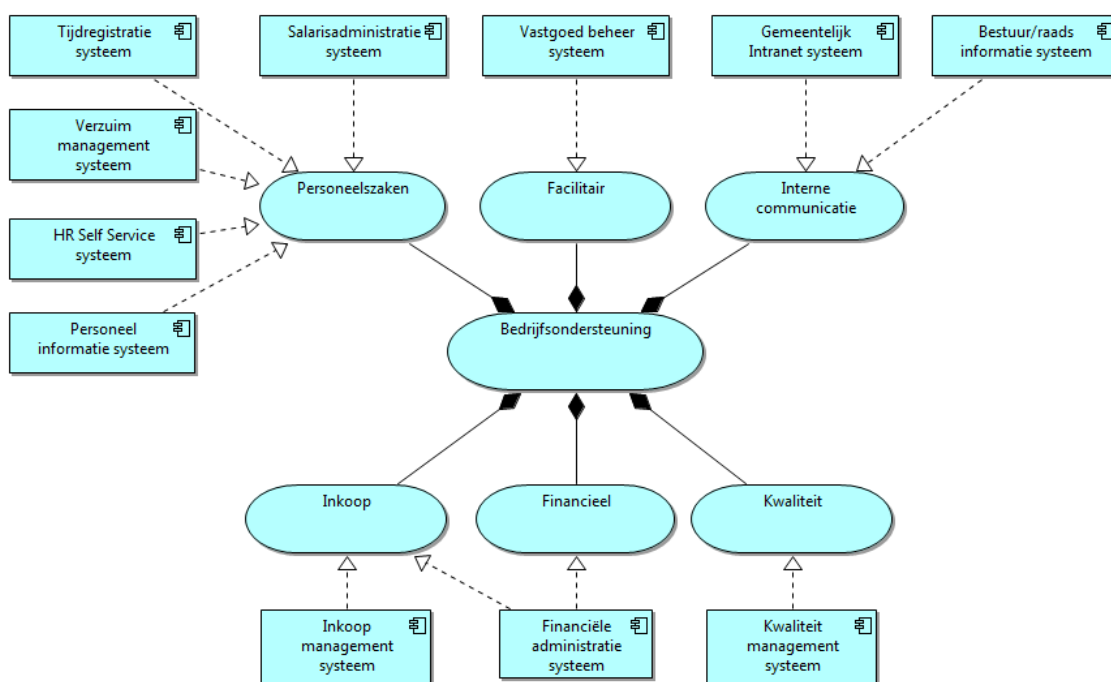 Tijdregistratie
systeem
Salarisadministratie
systeem
Vastgoed beheer
systeem
Gemeentelijk
Intranet systeem
Bestuur/raads
informatie systeem
Verzuim
management
systeem
Personeelszaken
Facilitair
Interne
communicatie
HR Self Service
systeem
Personeel
informatie systeem
Bedrijfsondersteuning
Inkoop
Financieel
Kwaliteit
Inkoop
management
systeem
Financiële
administratie
systeem
Kwaliteit
management
systeem